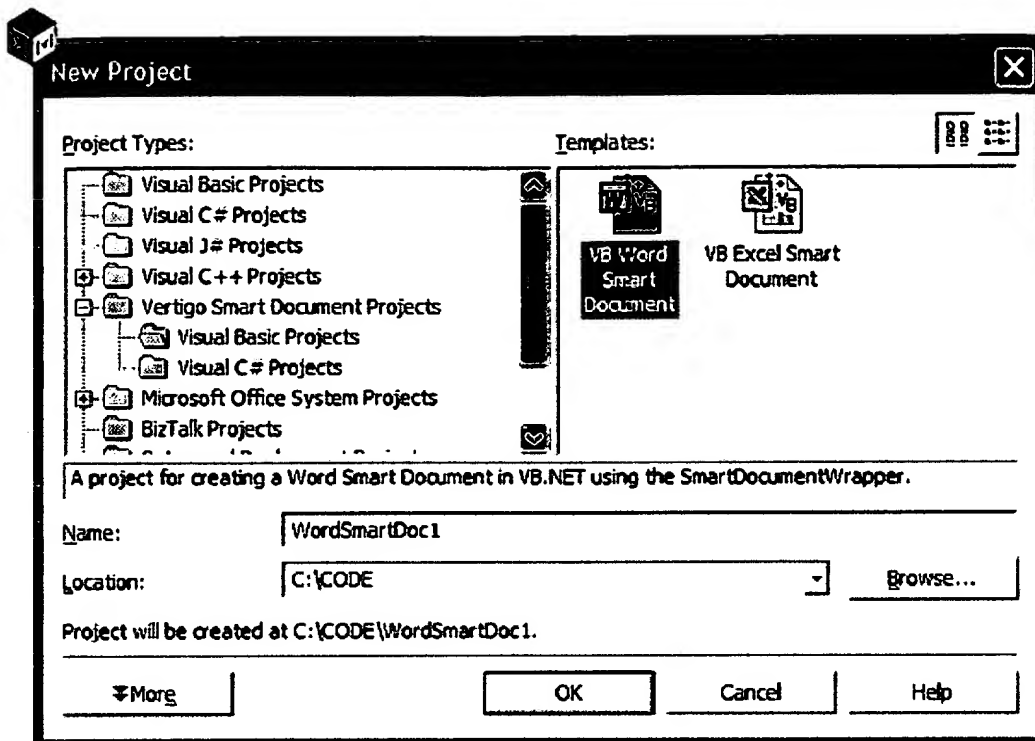 New Project
Project Types:
Templates:
Visual Basic Projects
Visual C# Projects
Visual J# Projects
Visual C++ Projects
Vertigo Smart Document Projects
Visual Basic Projects
Visual C# Projects
Microsoft Office System Projects
BizTalk Projects
VB Word
Smart
Document
VB Excel Smart
Document
A project for creating a Word Smart Document in VB.NET using the SmartDocumentWrapper.
Name:
WordSmartDoc1
Location:
C:\CODE
Browse...
Project will be created at C:\CODE\WordSmartDoc1.
More
OK
Cancel
Help